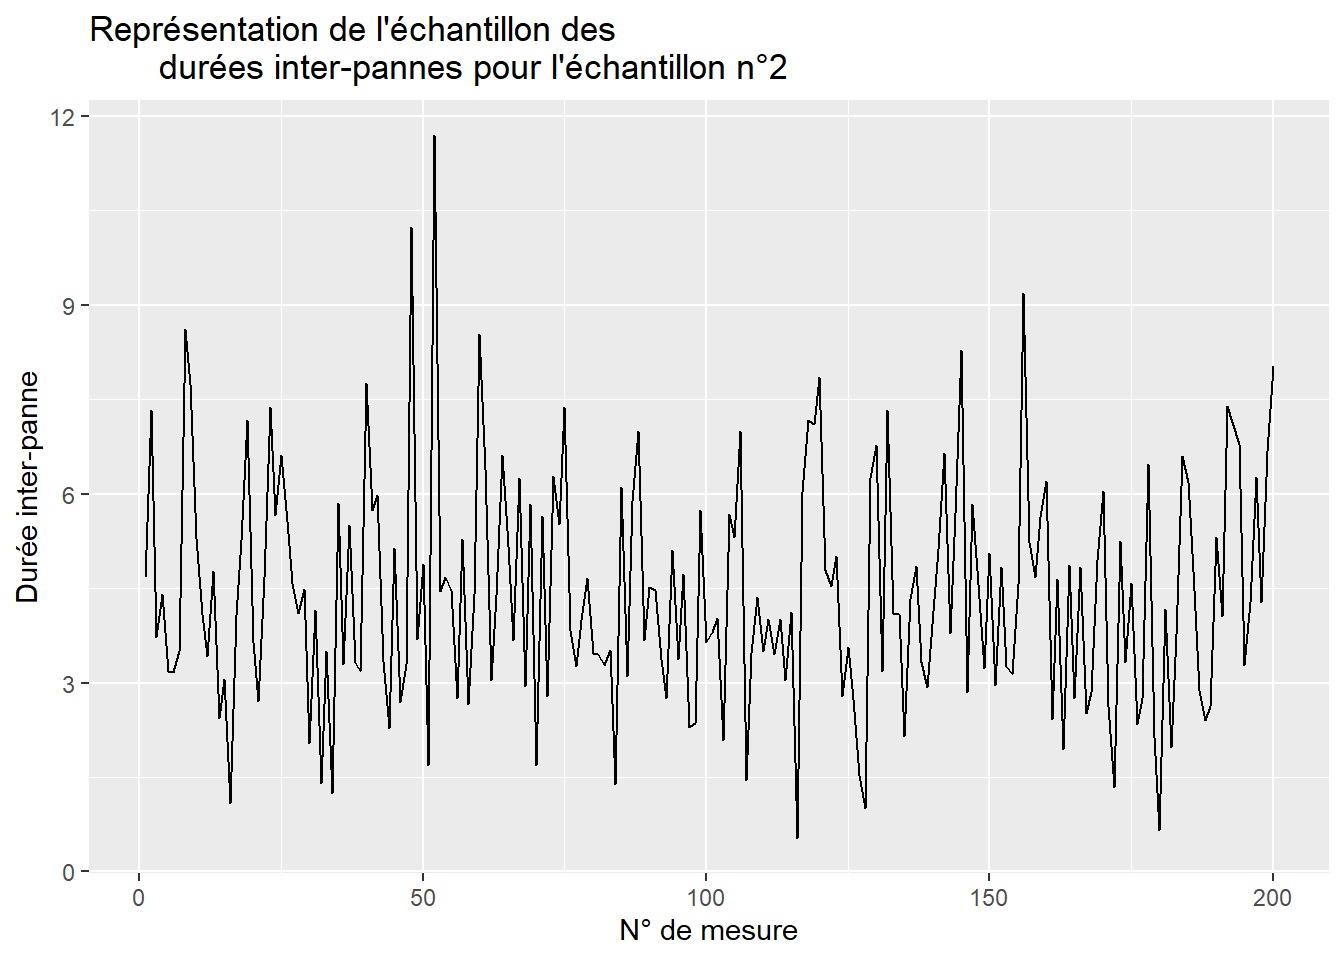 Représentation de l'échantillon des
durées inter-pannes pour l'échantillon n°2
12
9
6
3
0
Durée inter-panne
0 50 100 150 200
N° de mesure